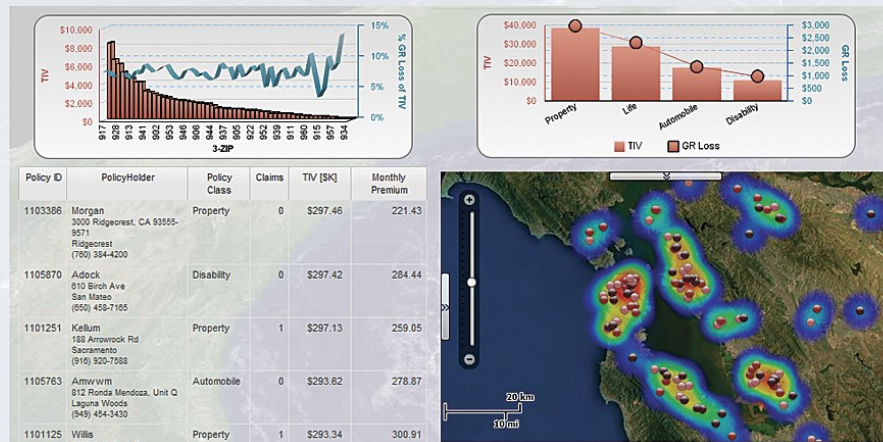 $10,000
$8,000
$6,000
$4,000
$2,000
$0
TIV
15%
10%
5%
0%
% GR Loss of TIV
917 928 913 941 902 953 946 906 944 937 905 922 952 939 911 960 915 957 934
3-ZIP
$40,000
$30,000
$20,000
$10,000
$0
TIV
$3,000
$2,500
$2,000
$1,500
$1,000
$500
$0
GR Loss
Property Life Automobile Disability
TIV GR Loss
Policy ID PolicyHolder Policy Class Claims TIV [$K] Monthly Premium
1103386 Morgan Property 0 $297.46 221.43
3000 Ridgecrest, CA 93555-
9571
Ridgecrest
(760) 384-4200
1105870 Adock Disability 0 $297.42 284.44
610 Birch Ave
San Mateo
(650) 458-7165
1101251 Kellum Property 1 $297.13 259.05
188 Arrowrock Rd
Sacramento
(916) 920-7588
1105763 Amwwm Automobile 0 $293.62 278.87
812 Ronda Mendoza, Unit Q
Laguna Woods
(949) 454-3430
1101125 Willis Property 1 $293.34 300.91
20 km
10 mi